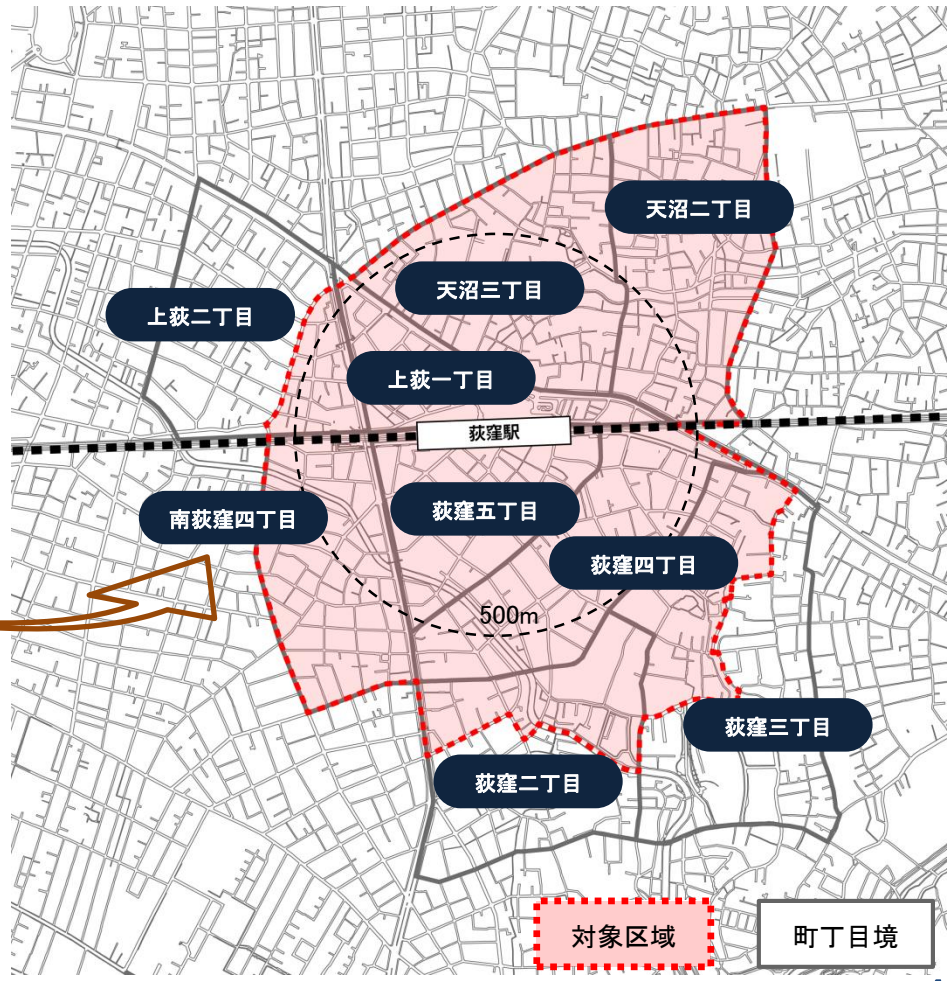 天沼二丁目
天沼三丁目
上荻二丁目
上荻一丁目
荻窪駅
南荻窪四丁目
荻窪五丁目
荻窪四丁目
500m
荻窪三丁目
荻窪二丁目
対象区域
町丁目境